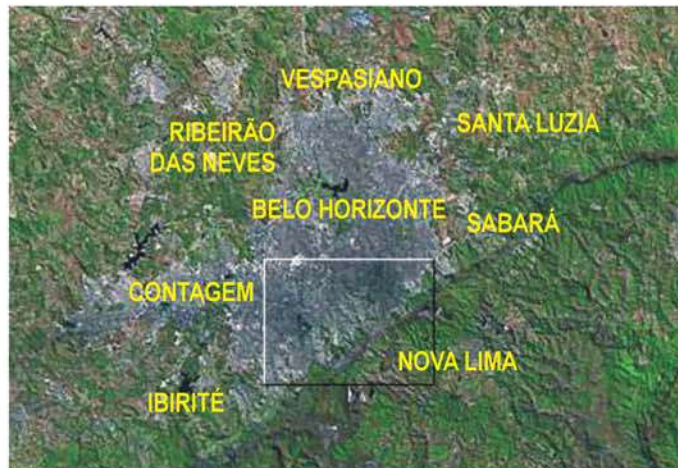 VESPASIANO
SANTA LUZIA
RIBEIRÃO
DAS NEVES
BELO HORIZONTE
SABARÁ
CONTAGEM
NOVA LIMA
IBIRITÉ